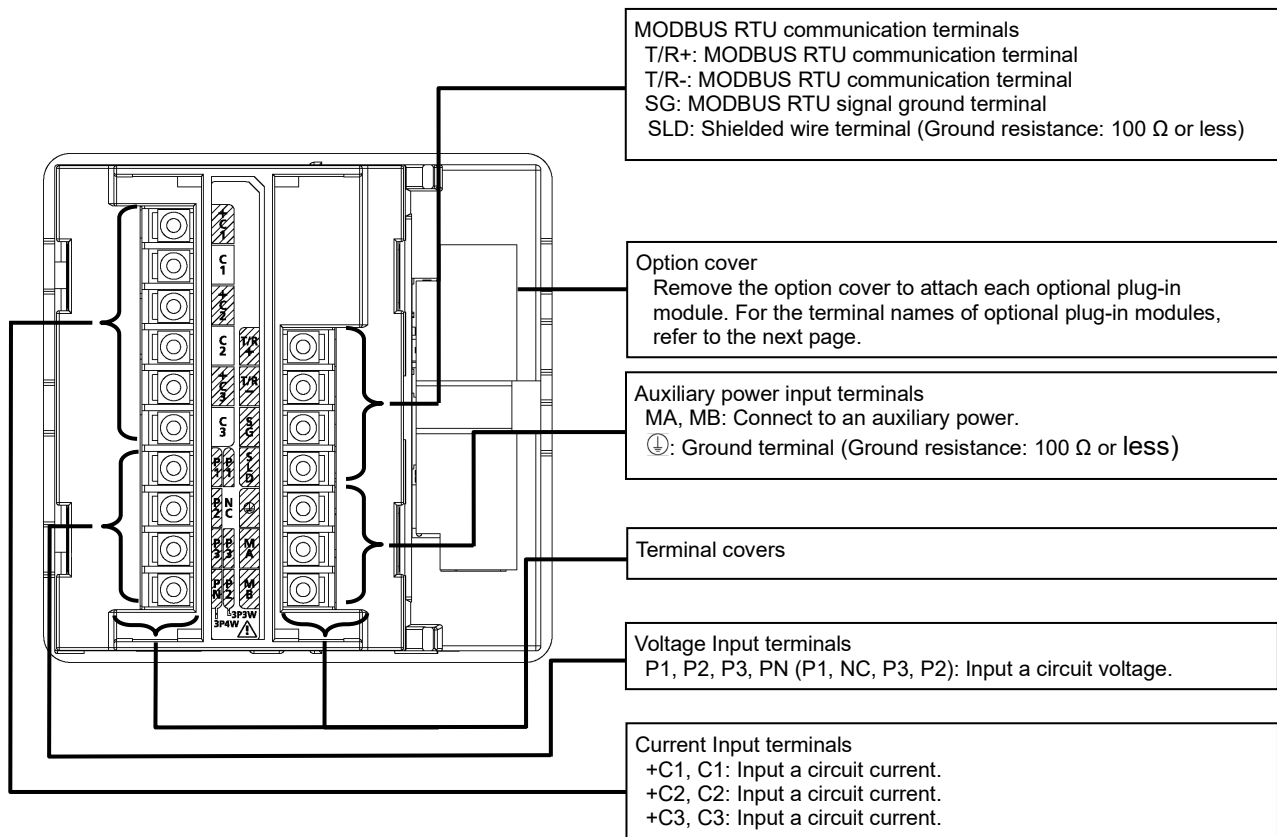 MODBUS RTU communication terminals
T/R+: MODBUS RTU communication terminal
T/R-: MODBUS RTU communication terminal
SG: MODBUS RTU signal ground terminal
SLD: Shielded wire terminal (Ground resistance: 100 Ω or less)
Option cover
Remove the option cover to attach each optional plug-in
module. For the terminal names of optional plug-in modules,
refer to the next page.
Auxiliary power input terminals
MA, MB: Connect to an auxiliary power.
⏚: Ground terminal (Ground resistance: 100 Ω or less)
Terminal covers
Voltage Input terminals
P1, P2, P3, PN (P1, NC, P3, P2): Input a circuit voltage.
Current Input terminals
+C1, C1: Input a circuit current.
+C2, C2: Input a circuit current.
+C3, C3: Input a circuit current.
+C1
C1
+C2
C2 T/R+
+C3 T/R-
C3 SG
P1 P1 SLD
P2 NC ⏚
P3 P3 MA
PN P2 MB
3P3W
3P4W